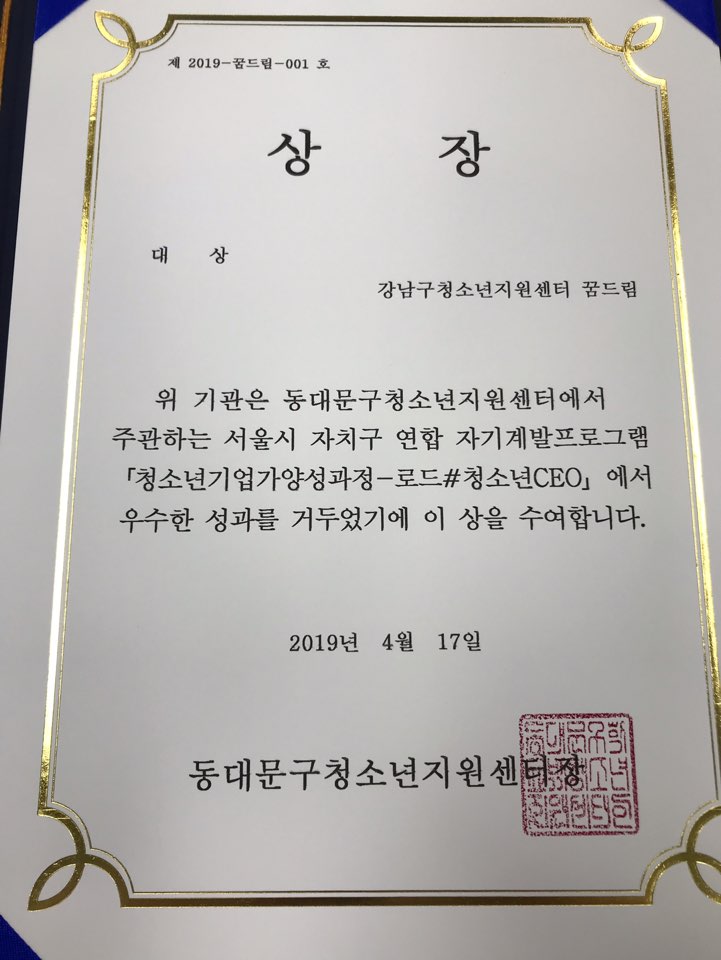 제 2019-꿈드림-001 호
상 장
대 상
강남구청소년지원센터 꿈드림
위 기관은 동대문구청소년지원센터에서
주관하는 서울시 자치구 연합 자기계발프로그램
「청소년기업가양성과정-로드#청소년CEO」에서
우수한 성과를 거두었기에 이 상을 수여합니다.
2019년 4월 17일
동대문구청소년지원센터장